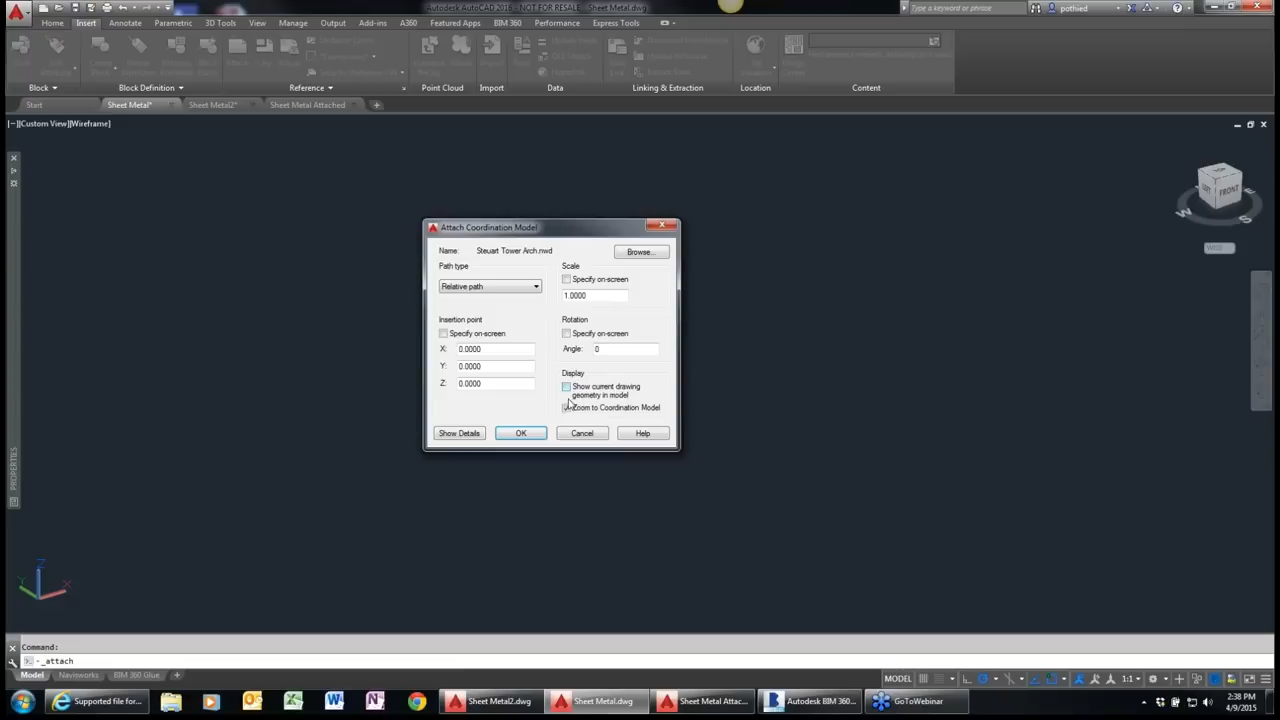 Autodesk AutoCAD 2016 - NOT FOR RESALE   Sheet Metal.dwg
Type a keyword or phrase
pothied
Home
Insert
Annotate
Parametric
3D Tools
View
Manage
Output
Add-ins
A360
Featured Apps
BIM 360
Performance
Express Tools
Block
Block Definition
Reference
Point Cloud
Import
Data
Linking & Extraction
Location
Content
Start
Sheet Metal*
Sheet Metal2*
Sheet Metal Attached
[−][Custom View][Wireframe]
TOP
LEFT
FRONT
W
S
WCS
Attach Coordination Model
Name:
Steuart Tower Arch.nwd
Browse...
Path type
Relative path
Scale
Specify on-screen
1.0000
Insertion point
Specify on-screen
X:
0.0000
Y:
0.0000
Z:
0.0000
Rotation
Specify on-screen
Angle:
0
Display
Show current drawing
geometry in model
Zoom to Coordination Model
Show Details
OK
Cancel
Help
PROPERTIES
Z
Y
X
Command:
-_attach
Model
Navisworks
BIM 360 Glue
MODEL
1:1
Supported file for...
Sheet Metal2.dwg
Sheet Metal.dwg
Sheet Metal Attac...
Autodesk BIM 360...
GoToWebinar
2:38 PM
4/9/2015